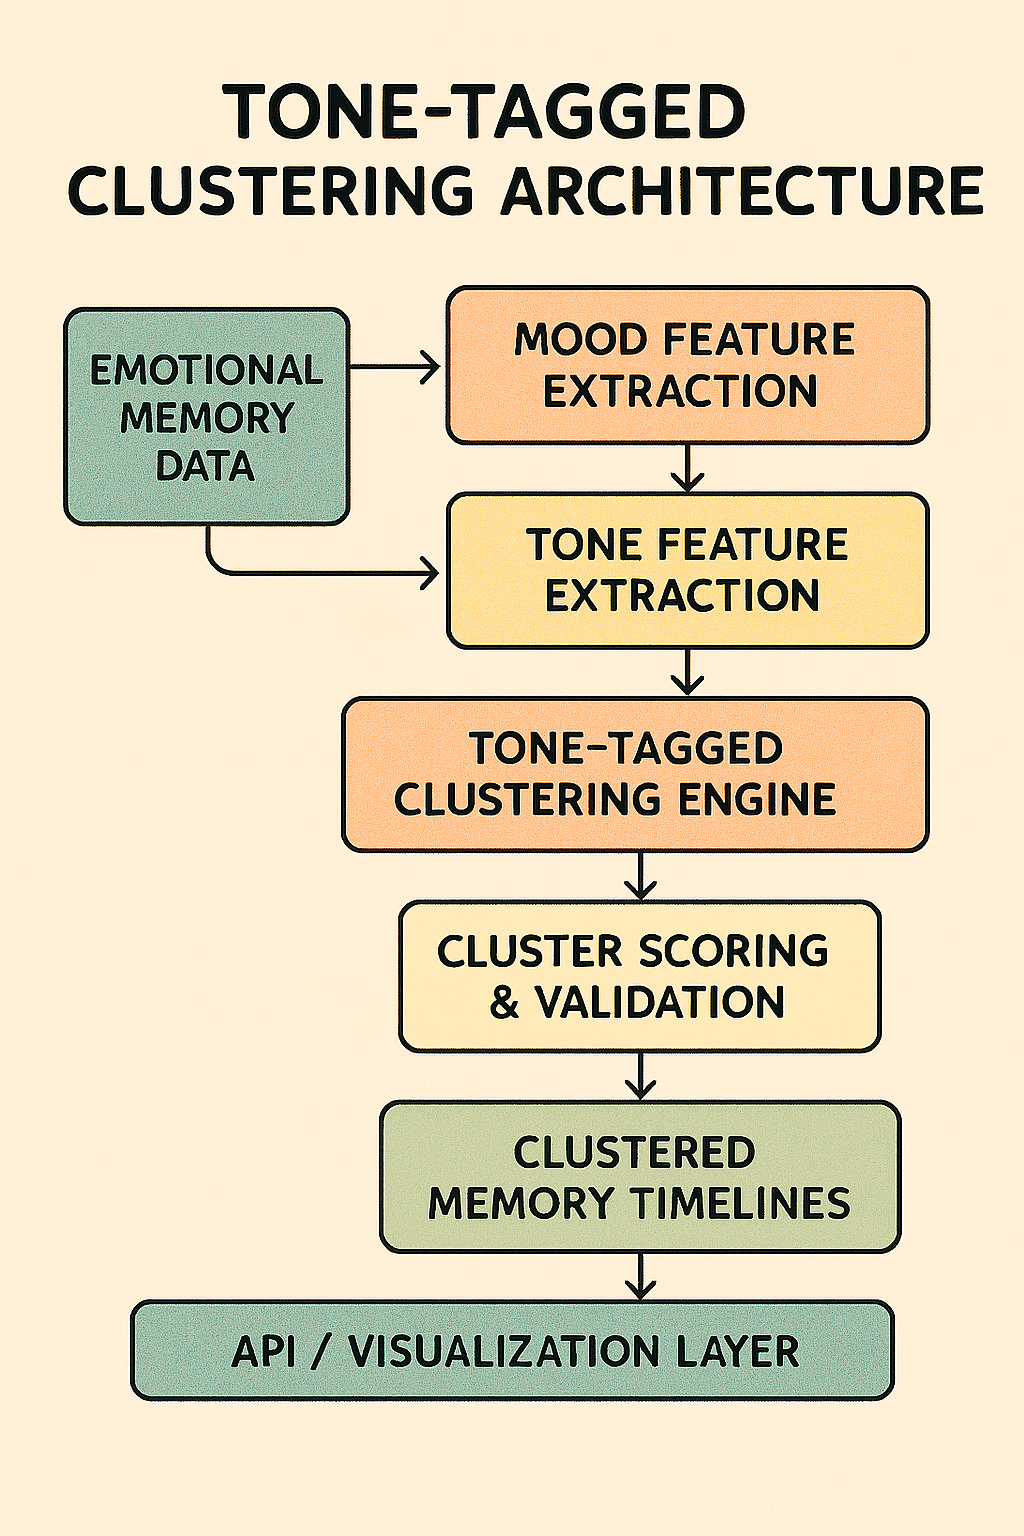 TONE-TAGGED
CLUSTERING ARCHITECTURE
EMOTIONAL
MEMORY
DATA
MOOD FEATURE
EXTRACTION
TONE FEATURE
EXTRACTION
TONE-TAGGED
CLUSTERING ENGINE
CLUSTER SCORING
& VALIDATION
CLUSTERED
MEMORY TIMELINES
API / VISUALIZATION LAYER